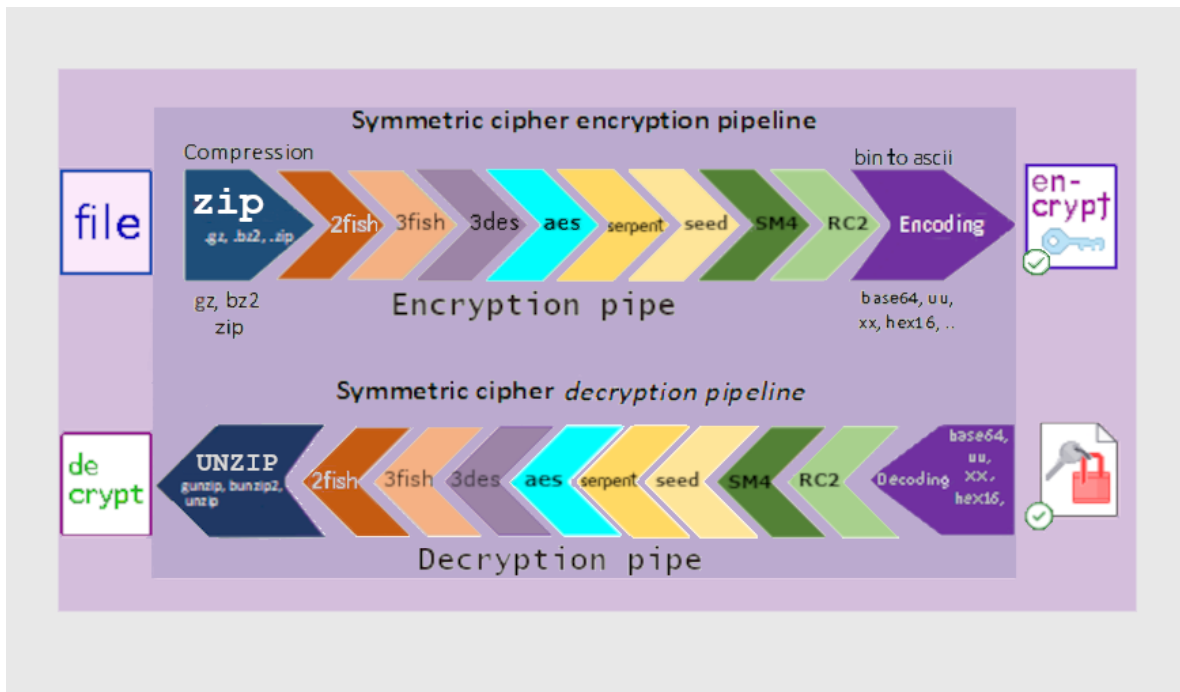 Symmetric cipher encryption pipeline
Compression
bin to ascii
file
zip
.gz, .bz2, .zip
2fish
3fish
3des
aes
serpent
seed
SM4
RC2
Encoding
en-
crypt
gz, bz2
zip
Encryption pipe
base64, uu,
xx, hex16, ..
Symmetric cipher decryption pipeline
de
crypt
UNZIP
gunzip, bunzip2,
unzip
2fish
3fish
3des
aes
serpent
seed
SM4
RC2
Decoding
base64,
uu,
XX,
hex16,
Decryption pipe